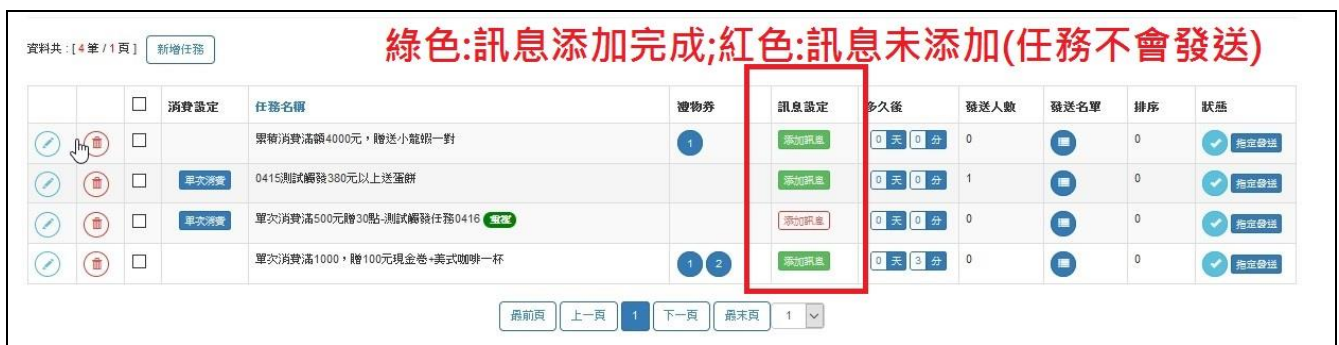 綠色:訊息添加完成;紅色:訊息未添加(任務不會發送)
資料共:[4筆/1頁] 新增任務
消費設定 任務名稱 禮物券 訊息設定 多久後 發送人數 發送名單 排序 狀態
累積消費滿額4000元,贈送小龍蝦一對 1 添加訊息 0 天 0 分 0 0 指定發送
單次消費 0415測試觸發380元以上送蛋餅 添加訊息 0 天 0 分 1 0 指定發送
單次消費 單次消費滿500元贈30點-測試觸發任務0416 重複 添加訊息 0 天 0 分 0 0 指定發送
單次消費滿1000,贈100元現金卷+美式咖啡一杯 1 2 添加訊息 0 天 3 分 0 0 指定發送
最前頁 上一頁 1 下一頁 最末頁 1